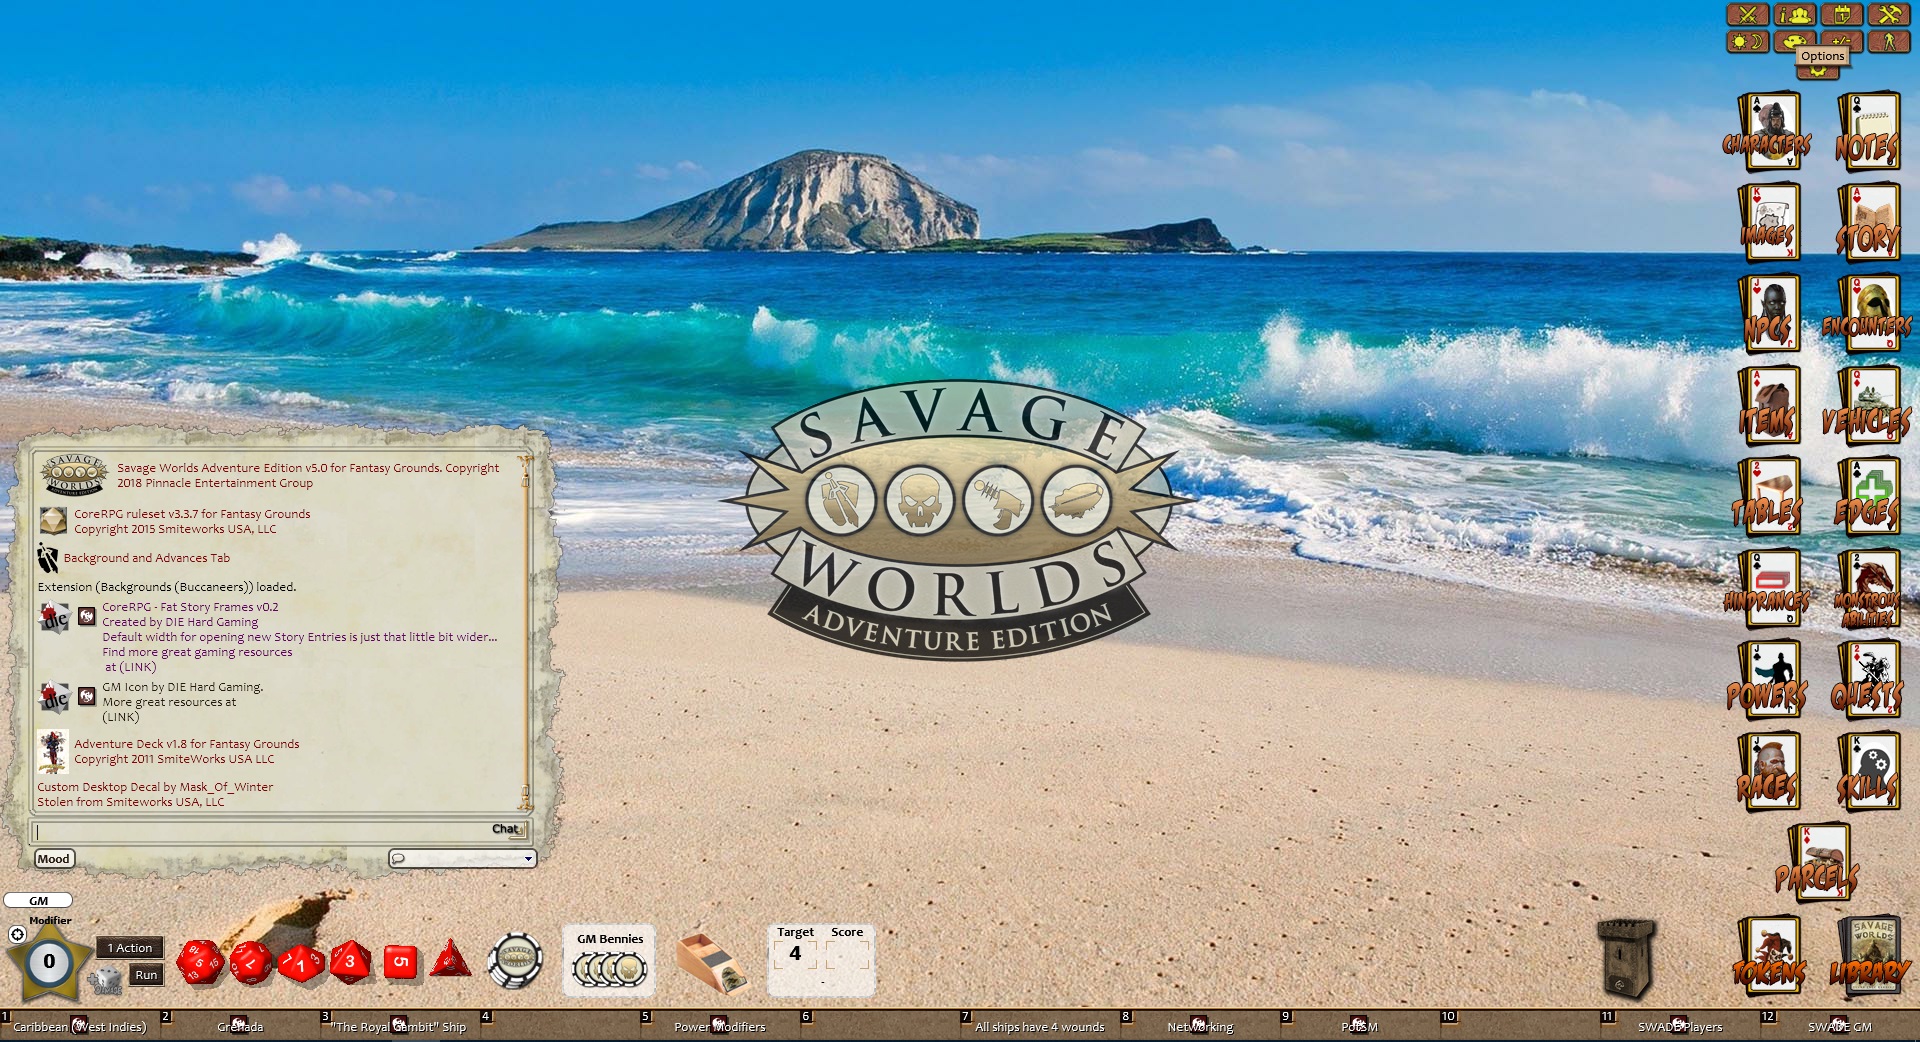 Options
CHARACTERS
NOTES
IMAGES
STORY
NPCS
ENCOUNTERS
ITEMS
VEHICLES
TABLES
EDGES
HINDRANCES
MONSTROUS
ABILITIES
POWERS
QUESTS
RACES
SKILLS
PARCELS
TOKENS
LIBRARY
SAVAGE
WORLDS
ADVENTURE EDITION
Savage Worlds Adventure Edition v5.0 for Fantasy Grounds. Copyright
2018 Pinnacle Entertainment Group
CoreRPG ruleset v3.3.7 for Fantasy Grounds
Copyright 2015 Smiteworks USA, LLC
Background and Advances Tab
Extension (Backgrounds (Buccaneers)) loaded.
CoreRPG - Fat Story Frames v0.2
Created by DIE Hard Gaming
Default width for opening new Story Entries is just that little bit wider...
Find more great gaming resources
at (LINK)
GM Icon by DIE Hard Gaming.
More great resources at
(LINK)
Adventure Deck v1.8 for Fantasy Grounds
Copyright 2011 SmiteWorks USA LLC
Custom Desktop Decal by Mask_Of_Winter
Stolen from Smiteworks USA, LLC
Chat
Mood
GM
Modifier
0
1 Action
Run
GM Bennies
Target
Score
4
-
1 Caribbean (West Indies)
2 Grenada
3 "The Royal Gambit" Ship
4
5 Power Modifiers
6
7 All ships have 4 wounds
8 Networking
9
10
11 SWADE Players
12 SWADE GM